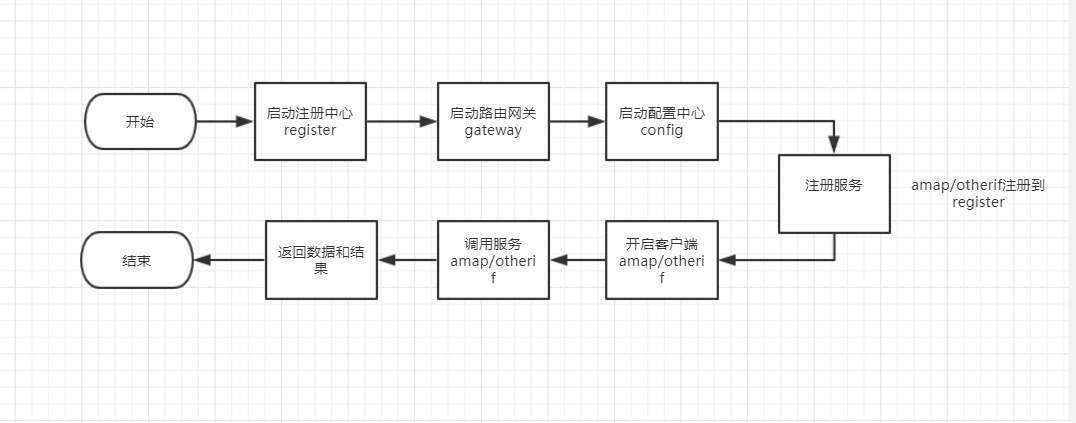 开始
启动注册中心
register
启动路由网关
gateway
启动配置中心
config
注册服务
amap/otherif注册到
register
开启客户端
amap/otheri
f
调用服务
amap/otheri
f
返回数据和结
果
结束